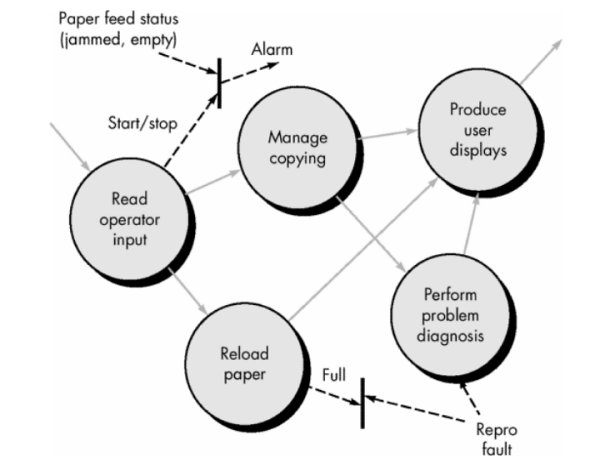 Paper feed status
(jammed, empty)
Alarm
Start/stop
Manage
copying
Produce
user
displays
Read
operator
input
Reload
paper
Full
Perform
problem
diagnosis
Repro
fault